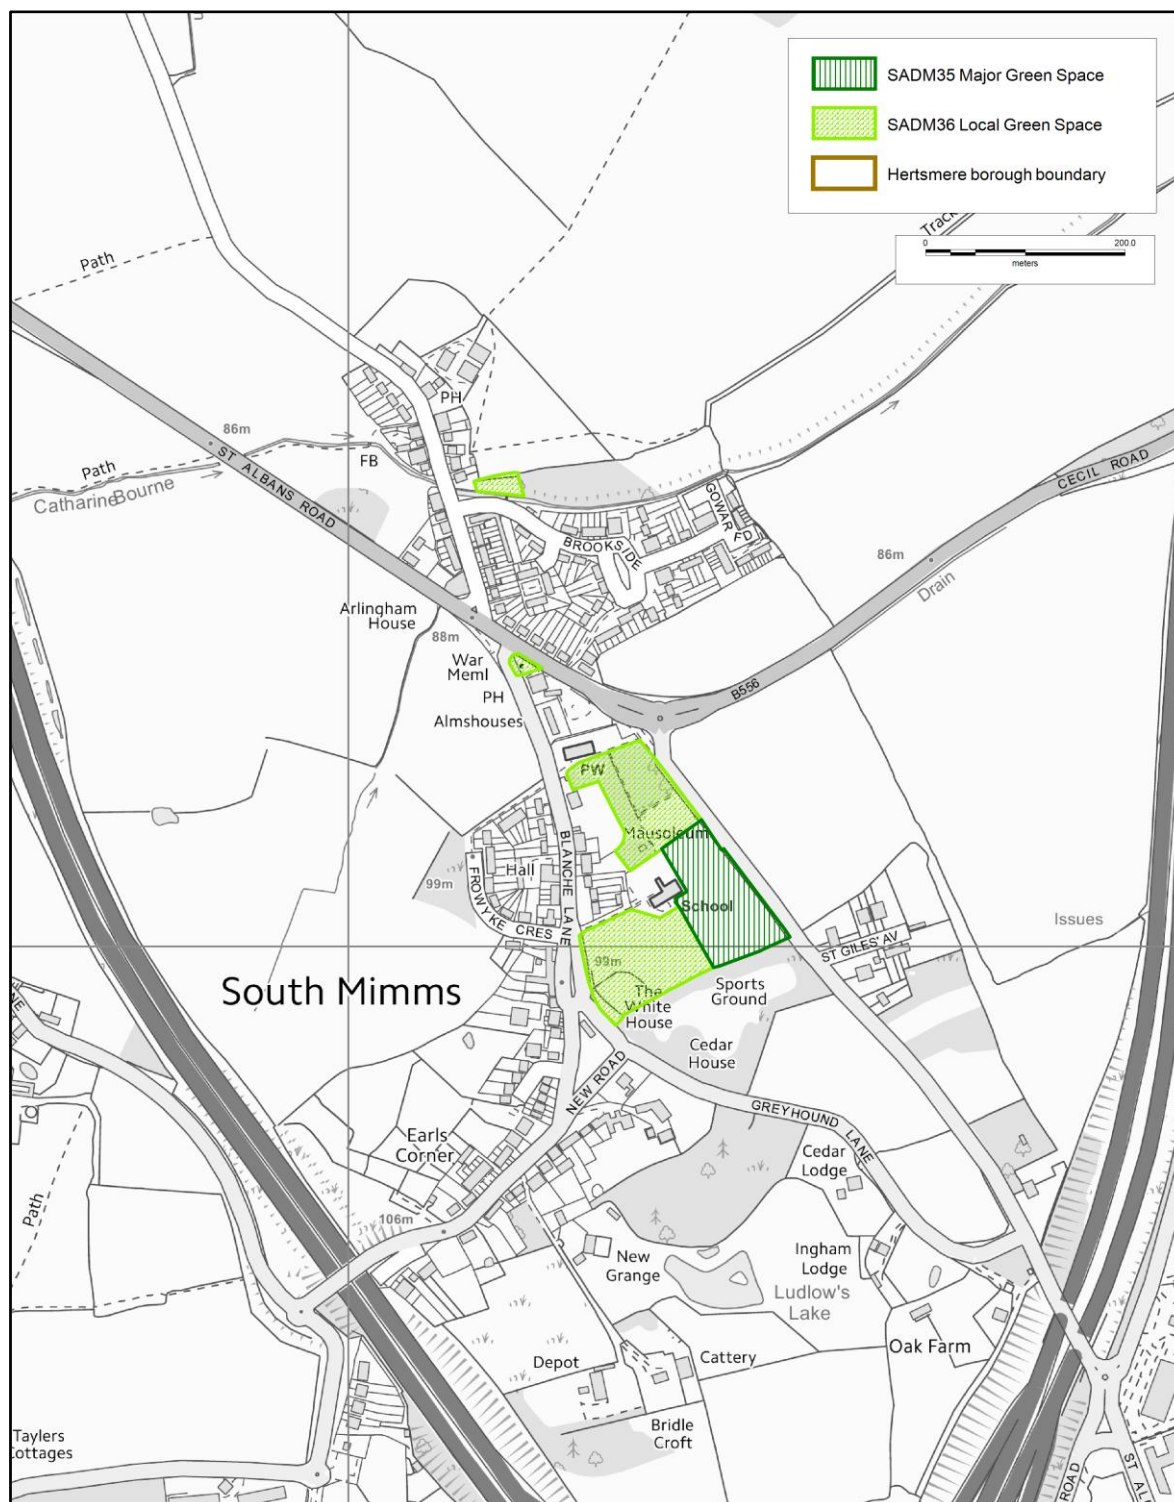 SADM35 Major Green Space
SADM36 Local Green Space
Hertsmere borough boundary
Track
0
200.0
meters
Path
PH
86m
FB
Path
Catharine Bourne
ST ALBANS ROAD
GOWAR
FD
BROOKSIDE
CECIL ROAD
86m
Drain
Arlingham
House
88m
War
Meml
PH
Almshouses
B556
PW
Mausoleum
BLANCHE LANE
Hall
99m
FROWYKE CRES
School
ST GILES' AV
Issues
99m
South Mimms
The
White
House
Sports
Ground
Cedar
House
NEW ROAD
GREYHOUND LANE
Earls
Corner
Cedar
Lodge
Path
106m
New
Grange
Ingham
Lodge
Ludlow's
Lake
Oak Farm
Depot
Cattery
Bridle
Croft
Taylers
Cottages
ROAD